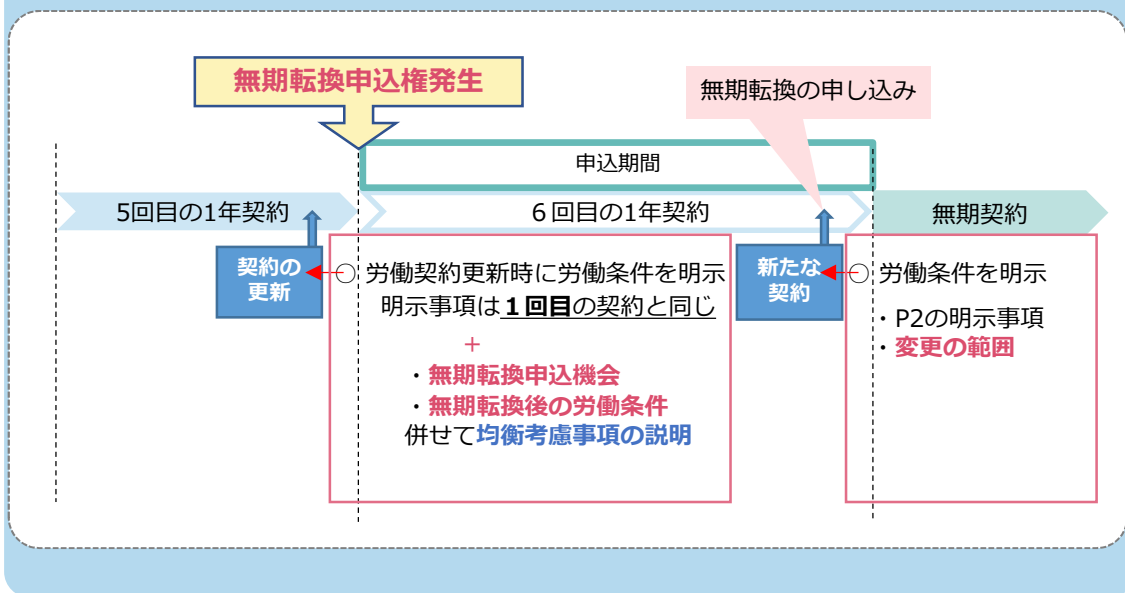 無期転換申込権発生
無期転換の申し込み
申込期間
5回目の1年契約
６回目の1年契約
無期契約
契約の
更新
○ 労働契約更新時に労働条件を明示
明示事項は１回目の契約と同じ
＋
・無期転換申込機会
・無期転換後の労働条件
併せて均衡考慮事項の説明
新たな
契約
○ 労働条件を明示
・P2の明示事項
・変更の範囲